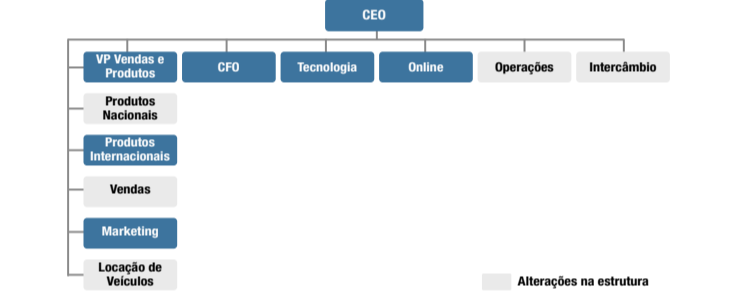 CEO
VP Vendas e
Produtos
CFO
Tecnologia
Online
Operações
Intercâmbio
Produtos
Nacionais
Produtos
Internacionais
Vendas
Marketing
Locação de
Veículos
Alterações na estrutura